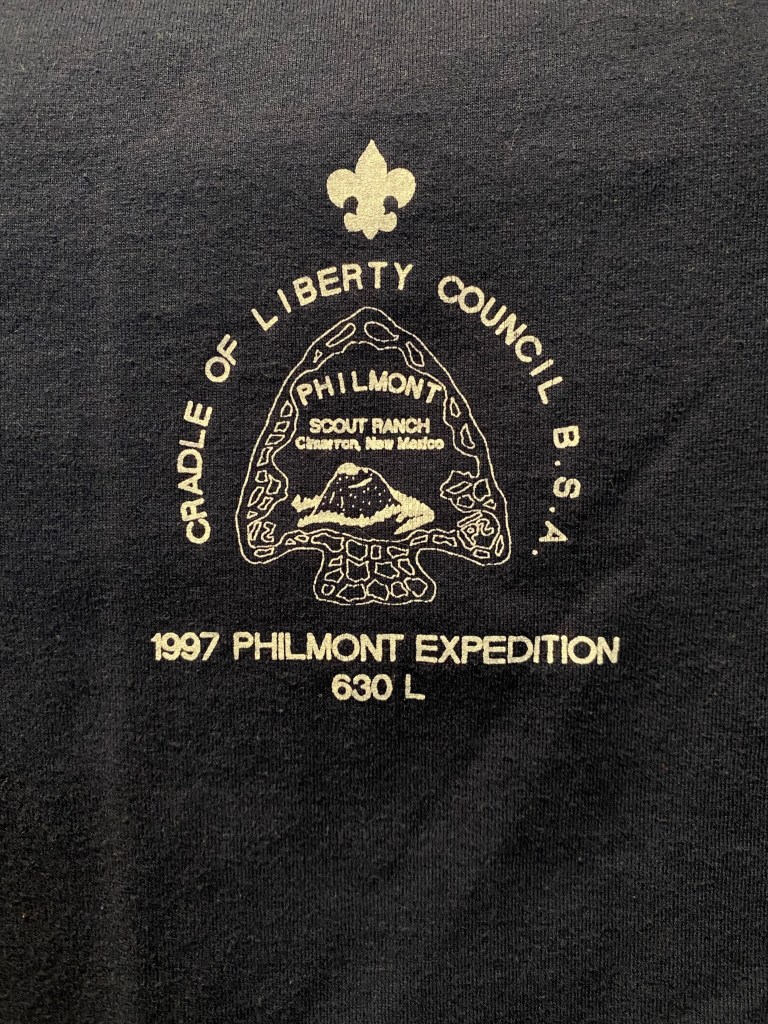 CRADLE OF LIBERTY COUNCIL B.S.A.
PHILMONT
SCOUT RANCH
Cimarron, New Mexico
1997 PHILMONT EXPEDITION
630 L